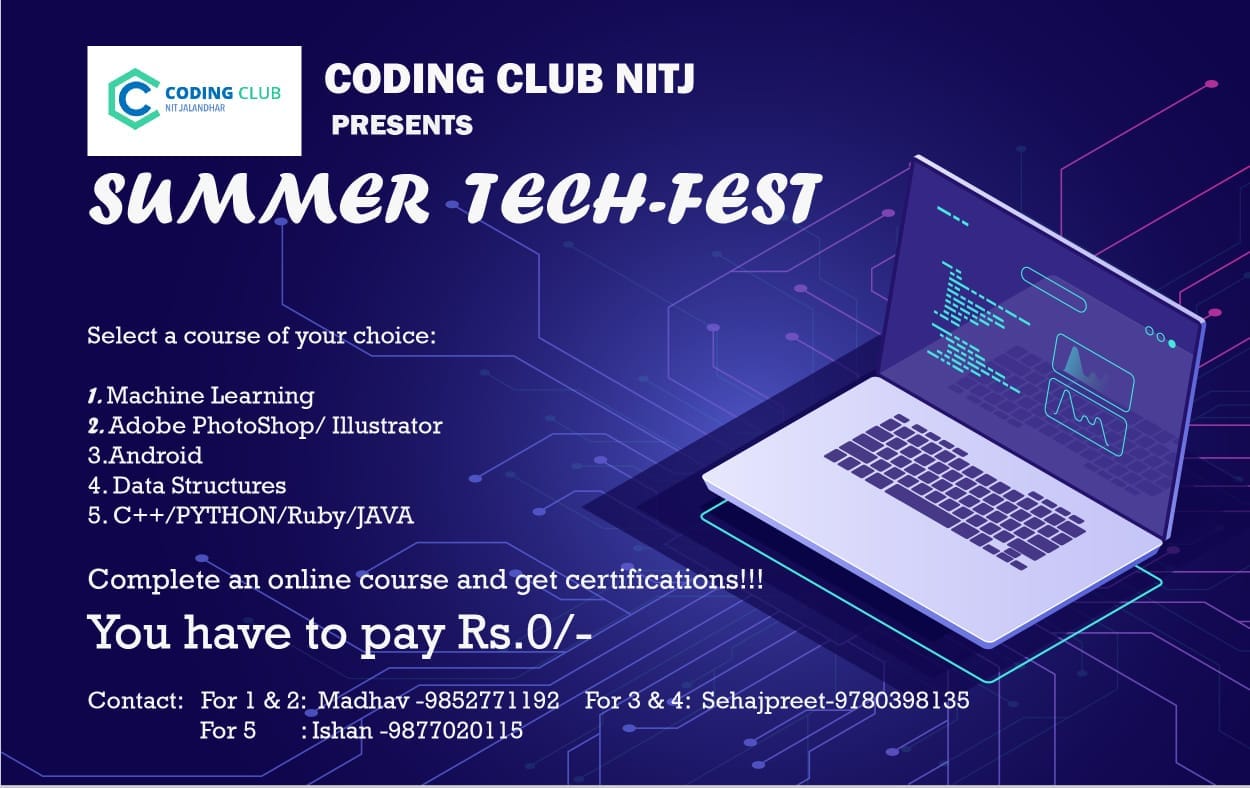 CODING CLUB
NIT JALANDHAR
CODING CLUB NITJ
PRESENTS
SUMMER TECH-FEST
Select a course of your choice:
1. Machine Learning
2. Adobe PhotoShop/ Illustrator
3.Android
4. Data Structures
5. C++/PYTHON/Ruby/JAVA
Complete an online course and get certifications!!!
You have to pay Rs.0/-
Contact: For 1 & 2: Madhav -9852771192 For 3 & 4: Sehajpreet-9780398135
For 5 : Ishan -9877020115